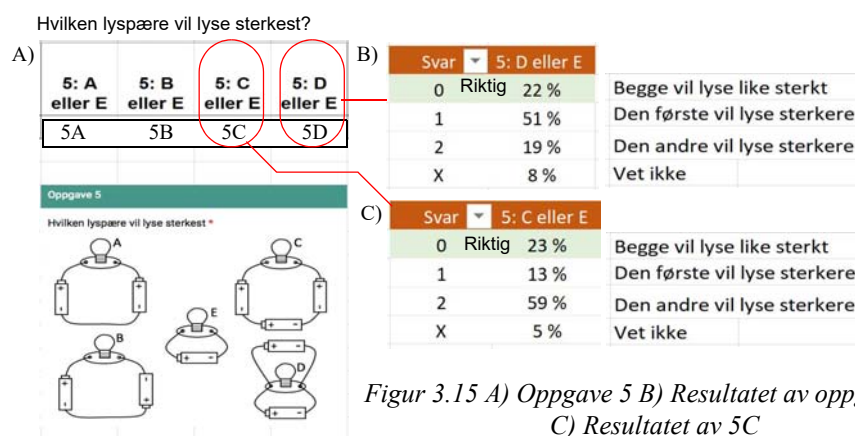 Hvilken lyspære vil lyse sterkest?
A)
5: A eller E
5: B eller E
5: C eller E
5: D eller E
5A 5B 5C 5D
Oppgave 5
Hvilken lyspære vil lyse sterkest *
A
C
E
B
D
B)
Svar 5: D eller E
0 Riktig 22 % Begge vil lyse like sterkt
1 51 % Den første vil lyse sterkere
2 19 % Den andre vil lyse sterkere
X 8 % Vet ikke
C)
Svar 5: C eller E
0 Riktig 23 % Begge vil lyse like sterkt
1 13 % Den første vil lyse sterkere
2 59 % Den andre vil lyse sterkere
X 5 % Vet ikke
Figur 3.15 A) Oppgave 5 B) Resultatet av oppg
C) Resultatet av 5C